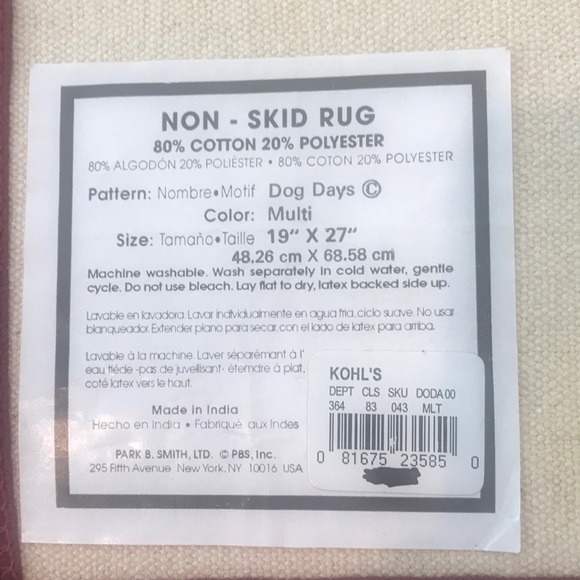 NON - SKID RUG
80% COTTON 20% POLYESTER
80% ALGODÓN 20% POLIÉSTER • 80% COTON 20% POLYESTER
Pattern: Nombre•Motif Dog Days ©
Color: Multi
Size: Tamaño•Taille 19" X 27"
48.26 cm X 68.58 cm
Machine washable. Wash separately in cold water, gentle
cycle. Do not use bleach. Lay flat to dry, latex backed side up.
Lavable en lavadora. Lavar individualmente en agua fria, ciclo suave. No usar
blanqueador. Extender plano para secar, con el lado de latex para arriba.
Lavable à la machine. Laver séparémant à l'
eau tiède -pas de juvellisant- étemdre à plat,
coté latex vers le haut.
Made in India
Hecho en India • Fabriqué aux Indes
PARK B. SMITH, LTD. © PBS, Inc.
295 Fifth Avenue New York, NY 10016 USA
KOHL'S
DEPT CLS SKU DODA00
364 83 043 MLT
0 81675 23585 0